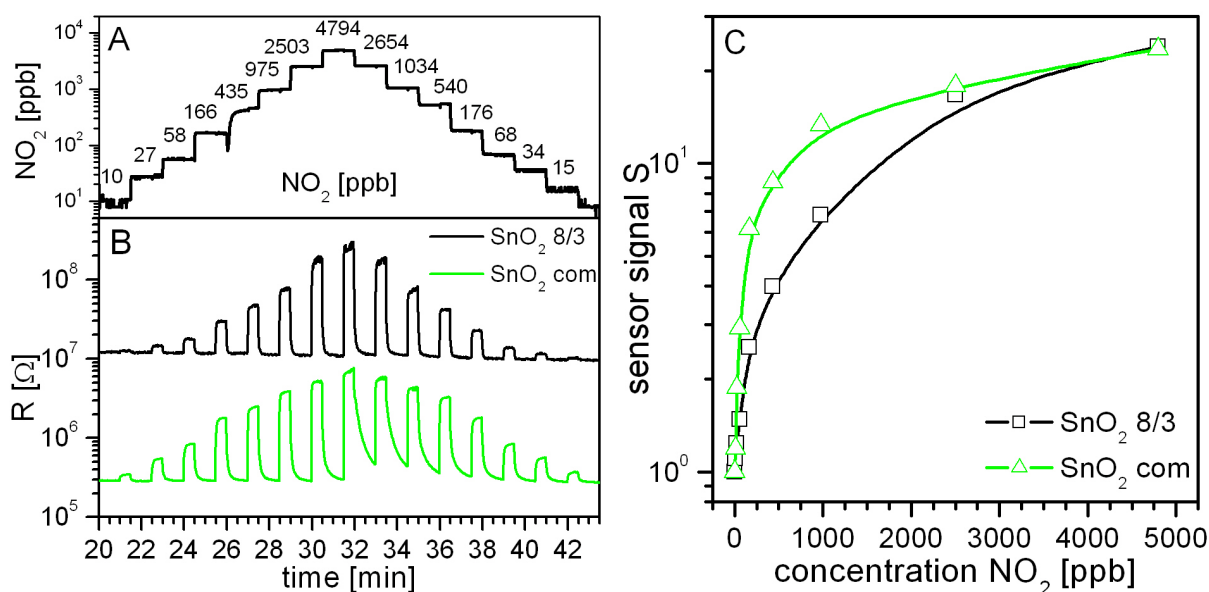 A
NO₂ [ppb]
10⁴
10³
10²
10¹
10
27
58
166
435
975
2503
4794
2654
1034
540
176
68
34
15
NO₂ [ppb]
B
SnO₂ 8/3
SnO₂ com
R [Ω]
10⁸
10⁷
10⁶
10⁵
20 22 24 26 28 30 32 34 36 38 40 42
time [min]
C
sensor signal S
10¹
10⁰
SnO₂ 8/3
SnO₂ com
0 1000 2000 3000 4000 5000
concentration NO₂ [ppb]